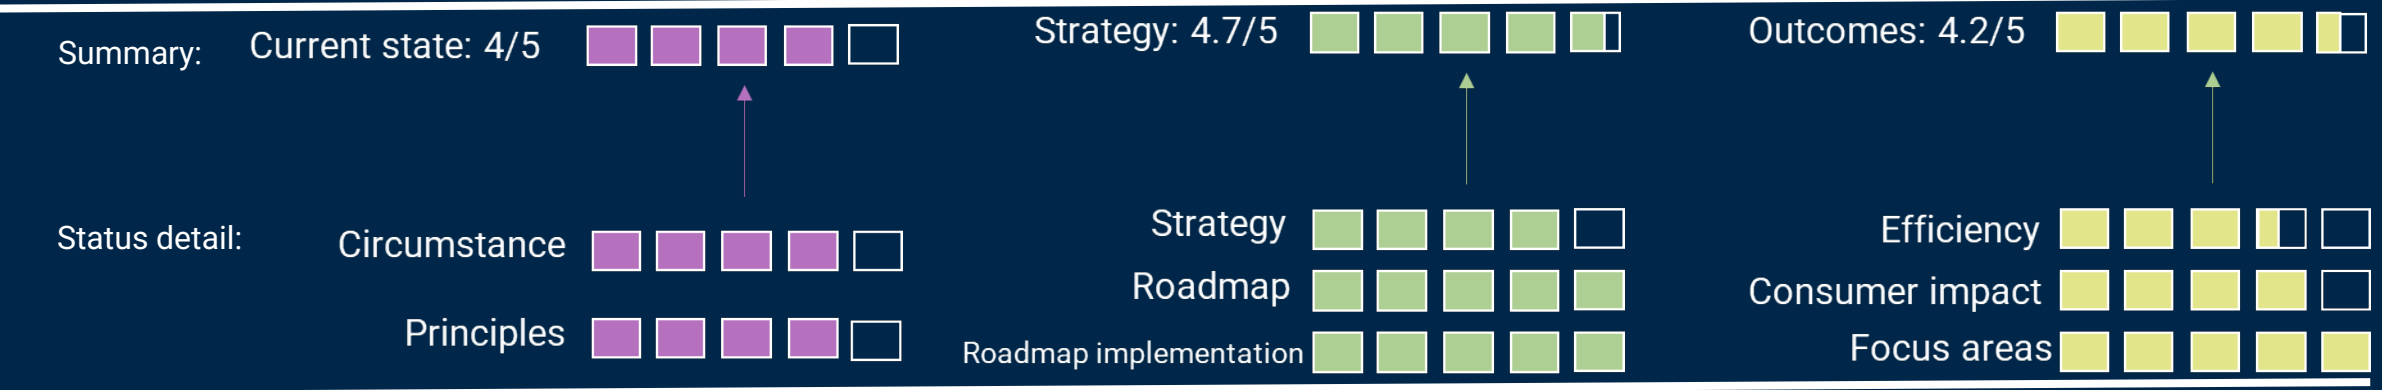 Summary:
Current state: 4/5
Strategy: 4.7/5
Outcomes: 4.2/5
Status detail:
Circumstance
Principles
Strategy
Roadmap
Roadmap implementation
Efficiency
Consumer impact
Focus areas